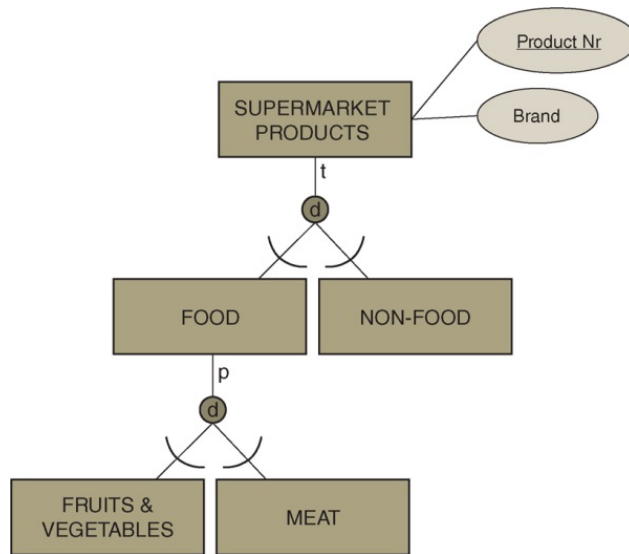 Product Nr
SUPERMARKET
PRODUCTS
Brand
t
d
FOOD
NON-FOOD
p
d
FRUITS &
VEGETABLES
MEAT